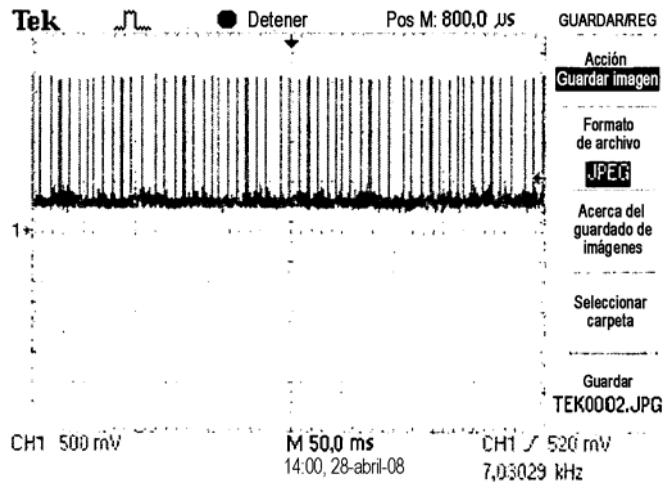 Tek Detener Pos M: 800,0 µs GUARDAR/REG
Acción
Guardar imagen
Formato
de archivo
JPEG
Acerca del
guardado de
imágenes
1
Seleccionar
carpeta
Guardar
TEK0002.JPG
CH1 500 mV M 50,0 ms CH1 520 mV
14:00, 28-abril-08 7,03029 kHz